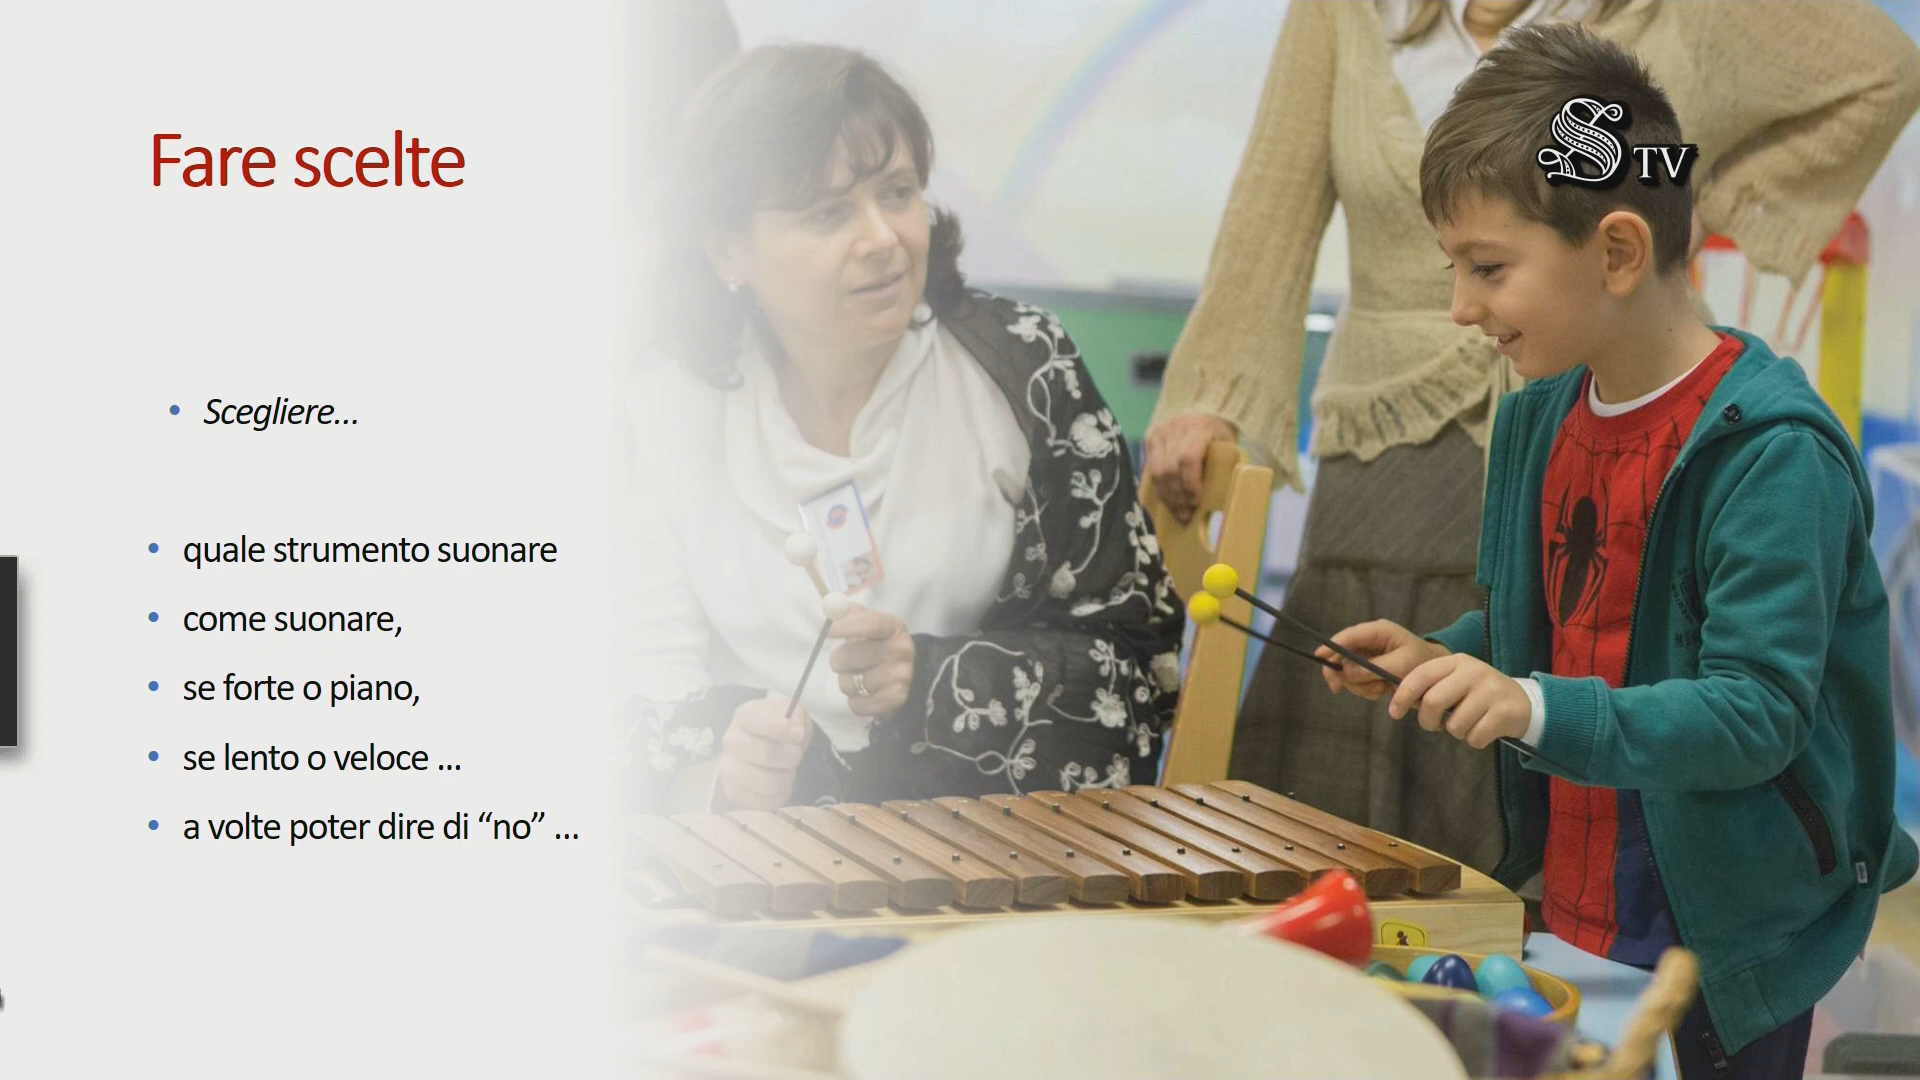 Fare scelte
Scegliere...
quale strumento suonare
come suonare,
se forte o piano,
se lento o veloce ...
a volte poter dire di “no” ...
S TV